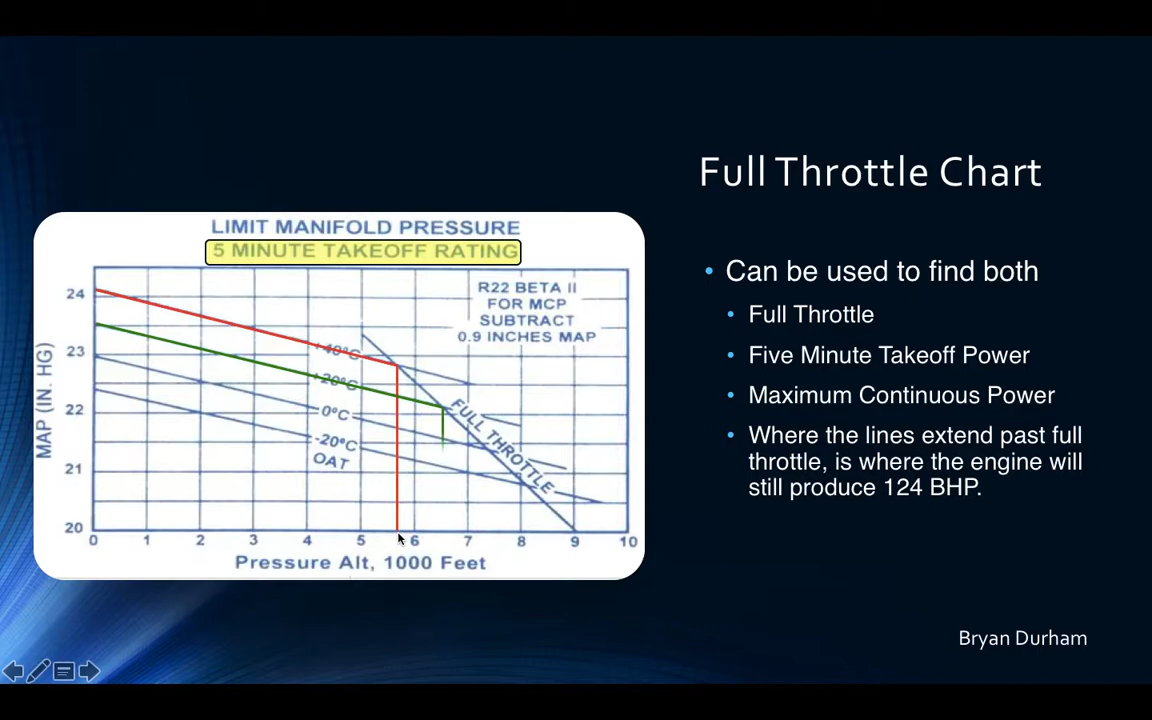 Full Throttle Chart
LIMIT MANIFOLD PRESSURE
5 MINUTE TAKEOFF RATING
R22 BETA II
FOR MCP
SUBTRACT
0.9 INCHES MAP
24
23
22
21
20
MAP (IN. HG)
+40°C
+20°C
0°C
-20°C
OAT
FULL THROTTLE
0 1 2 3 4 5 6 7 8 9 10
Pressure Alt, 1000 Feet
• Can be used to find both
• Full Throttle
• Five Minute Takeoff Power
• Maximum Continuous Power
• Where the lines extend past full
throttle, is where the engine will
still produce 124 BHP.
Bryan Durham